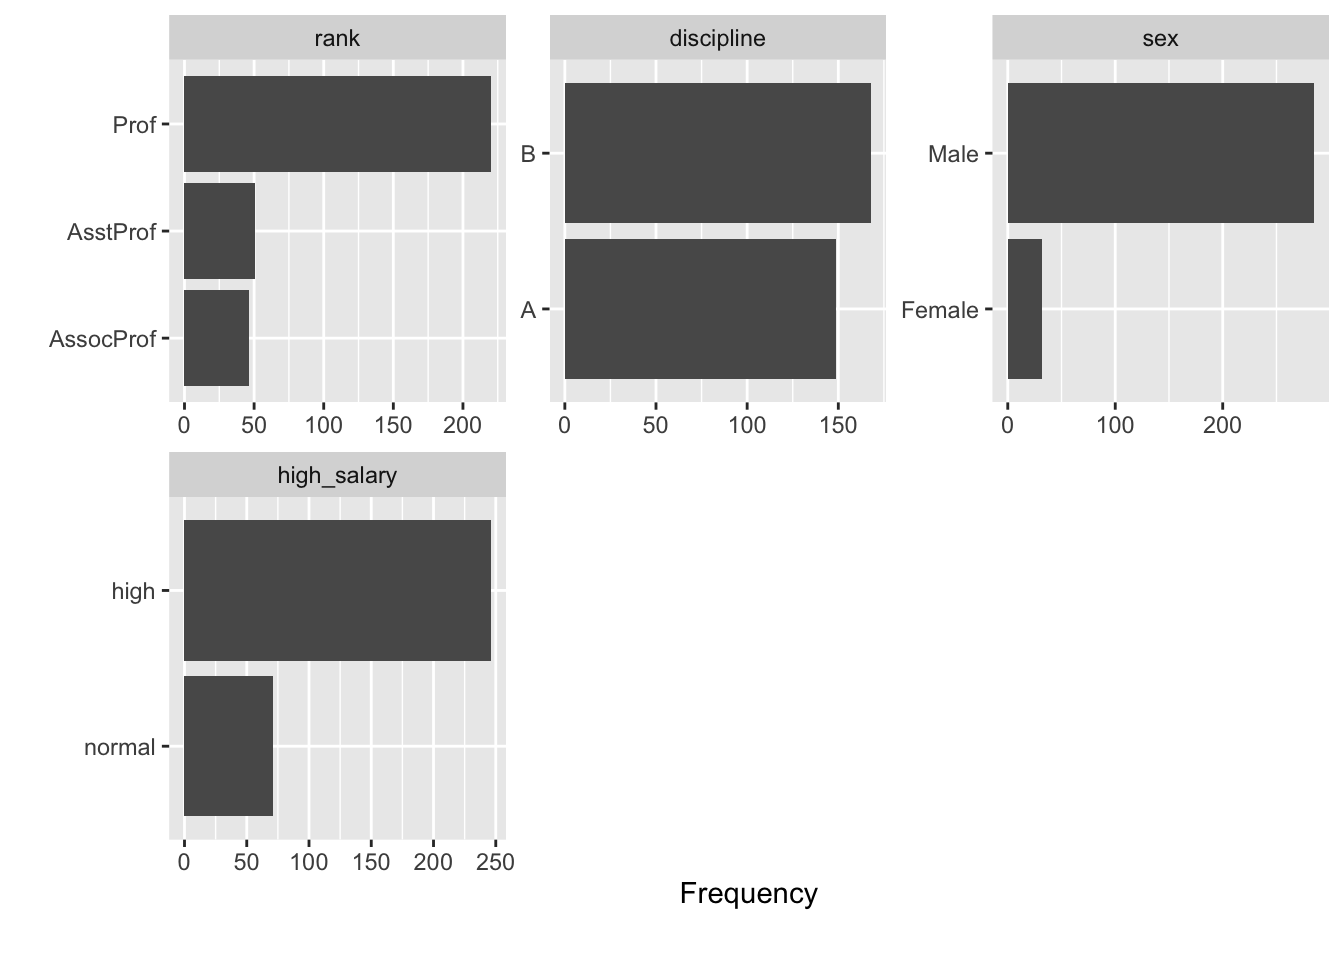 rank
Prof
AsstProf
AssocProf
0 50 100 150 200
discipline
B
A
0 50 100 150
sex
Male
Female
0 100 200
high_salary
high
normal
0 50 100 150 200 250
Frequency